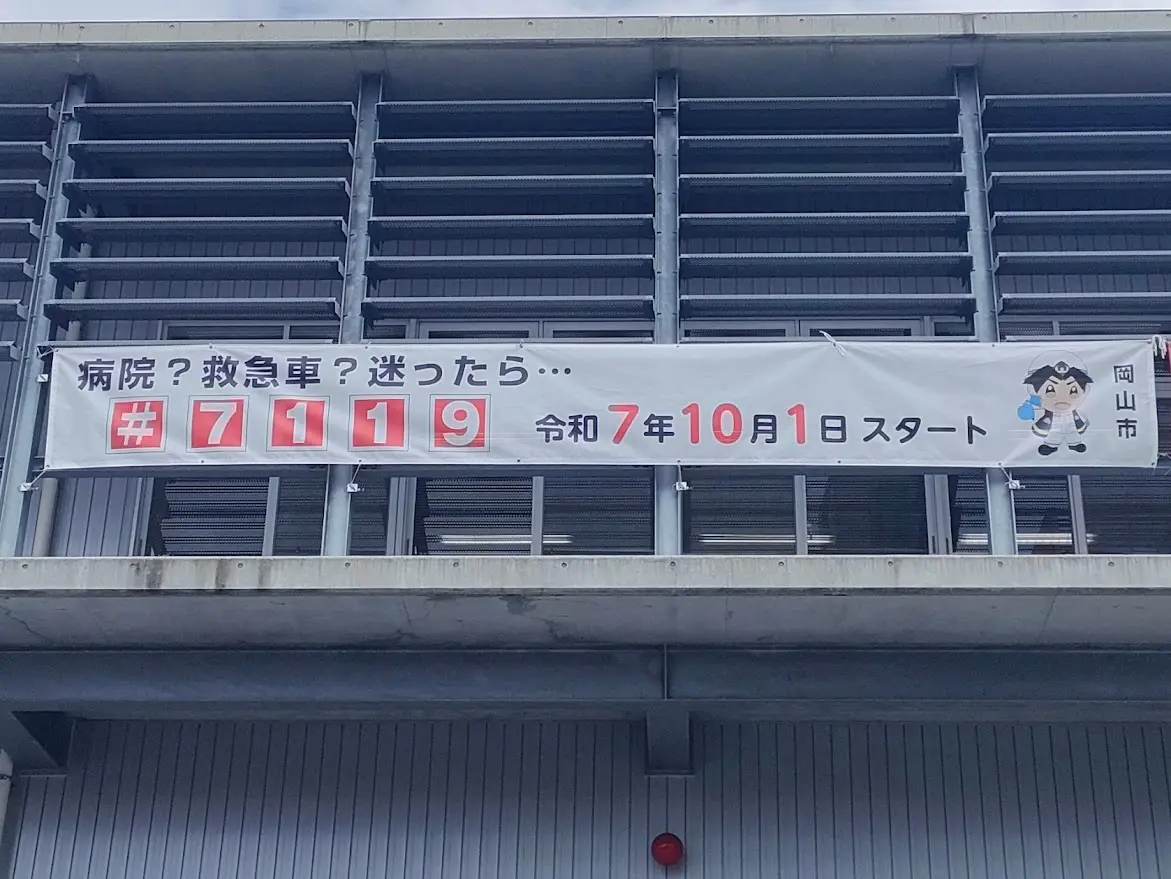 病院？救急車？迷ったら…
#7119
令和7年10月1日スタート
岡山市